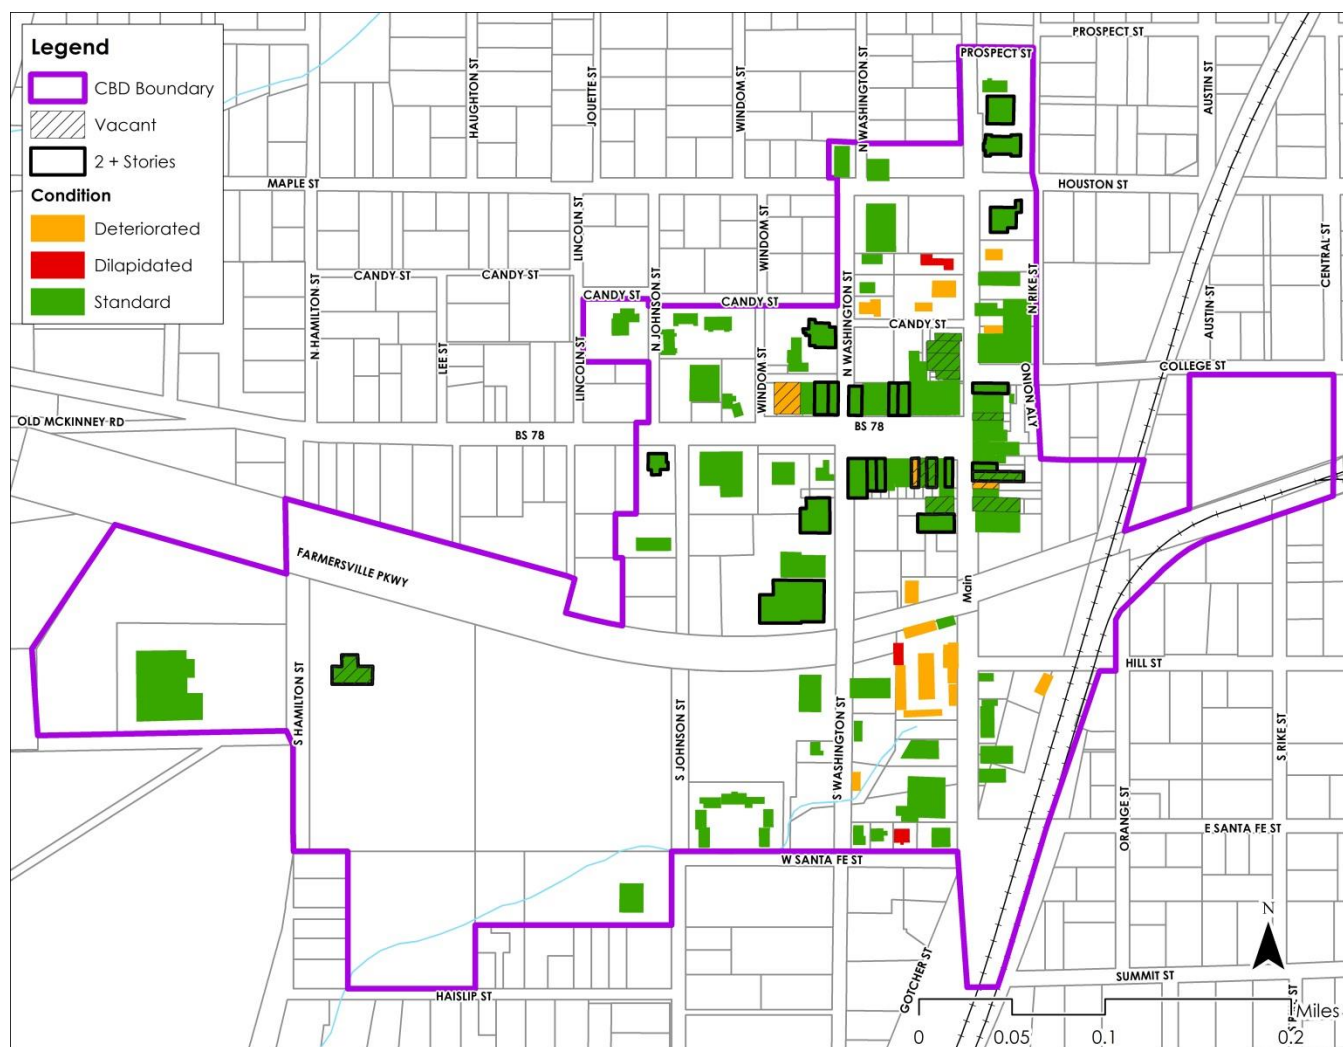 Legend
CBD Boundary
Vacant
2 + Stories
Condition
Deteriorated
Dilapidated
Standard
PROSPECT ST
PROSPECT ST
HAUGHTON ST
JOUETTE ST
WINDOM ST
N WASHINGTON ST
AUSTIN ST
MAPLE ST
HOUSTON ST
LINCOLN ST
WINDOM ST
CENTRAL ST
CANDY ST
CANDY ST
CANDY ST
CANDY ST
N HAMILTON ST
N JOHNSON ST
N WASHINGTON ST
N RIKE ST
AUSTIN ST
CANDY ST
LEE ST
LINCOLN ST
WINDOM ST
COLLEGE ST
ONION ALY
OLD MCKINNEY RD
BS 78
BS 78
FARMERSVILLE PKWY
Main
HILL ST
S HAMILTON ST
S JOHNSON ST
S WASHINGTON ST
S RIKE ST
ORANGE ST
E SANTA FE ST
W SANTA FE ST
N
GOTCHER ST
SUMMIT ST
HAISLIP ST
Miles
0
0.05
0.1
0.2